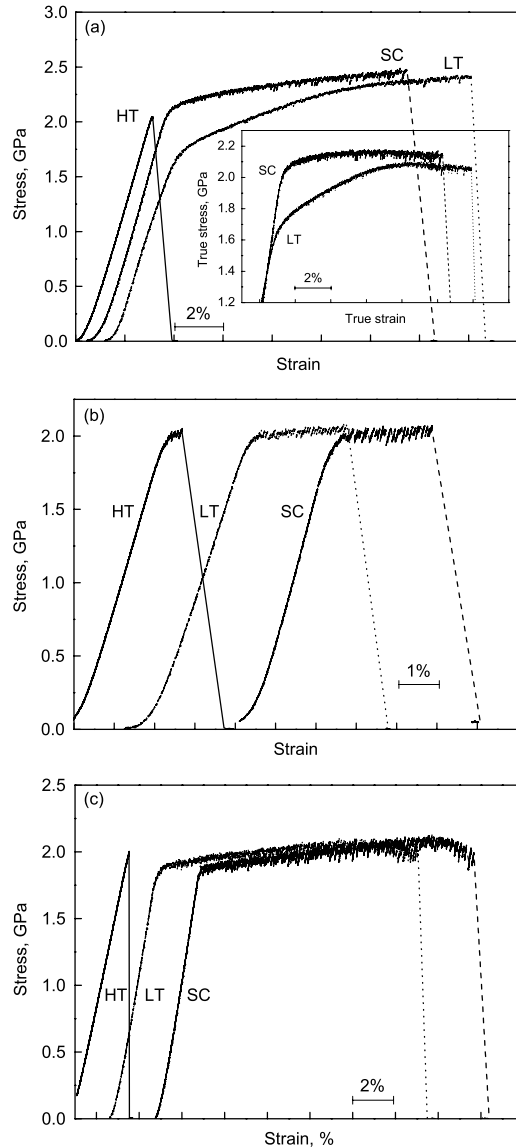 (a)
3.0
2.5
2.0
1.5
1.0
0.5
0.0
Stress, GPa
HT
SC
LT
2.2
2.0
1.8
1.6
1.4
1.2
True stress, GPa
SC
LT
2%
True strain
2%
Strain
(b)
2.0
1.5
1.0
0.5
0.0
Stress, GPa
HT
LT
SC
1%
Strain
(c)
2.5
2.0
1.5
1.0
0.5
0.0
Stress, GPa
HT
LT
SC
2%
Strain, %